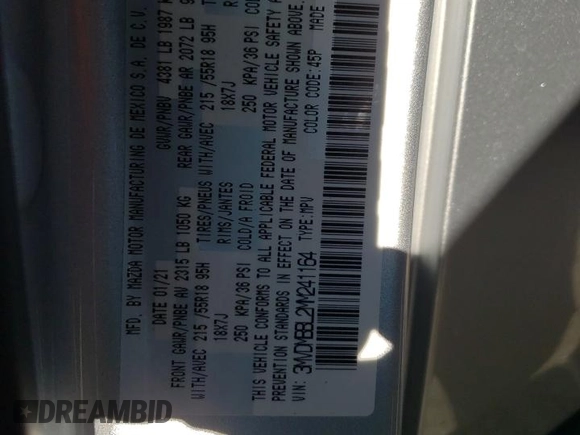 MFD. BY MAZDA MOTOR MANUFACTURING DE MEXICO S.A. DE C.V.
DATE 01/21 GVWR/PNBV 4381 LB 1987 K
FRONT GAWR/PNBE AV 2315 LB 1050 KG REAR GAWR/PNBE AR 2072 LB 9
WITH/AVEC 215 /55R18 95H TIRES/PNEUS WITH/AVEC 215 /55R18 95H
18X7J RIMS/JANTES 18X7J
250 KPA/36 PSI COLD/A FROID 250 KPA/36 PSI COLD
THIS VEHICLE CONFORMS TO ALL APPLICABLE FEDERAL MOTOR VEHICLE SAFETY
PREVENTION STANDARDS IN EFFECT ON THE DATE OF MANUFACTURE SHOWN ABOVE.
VIN: TYPE: MPV COLOR CODE: 45P MADE
DREAMBID